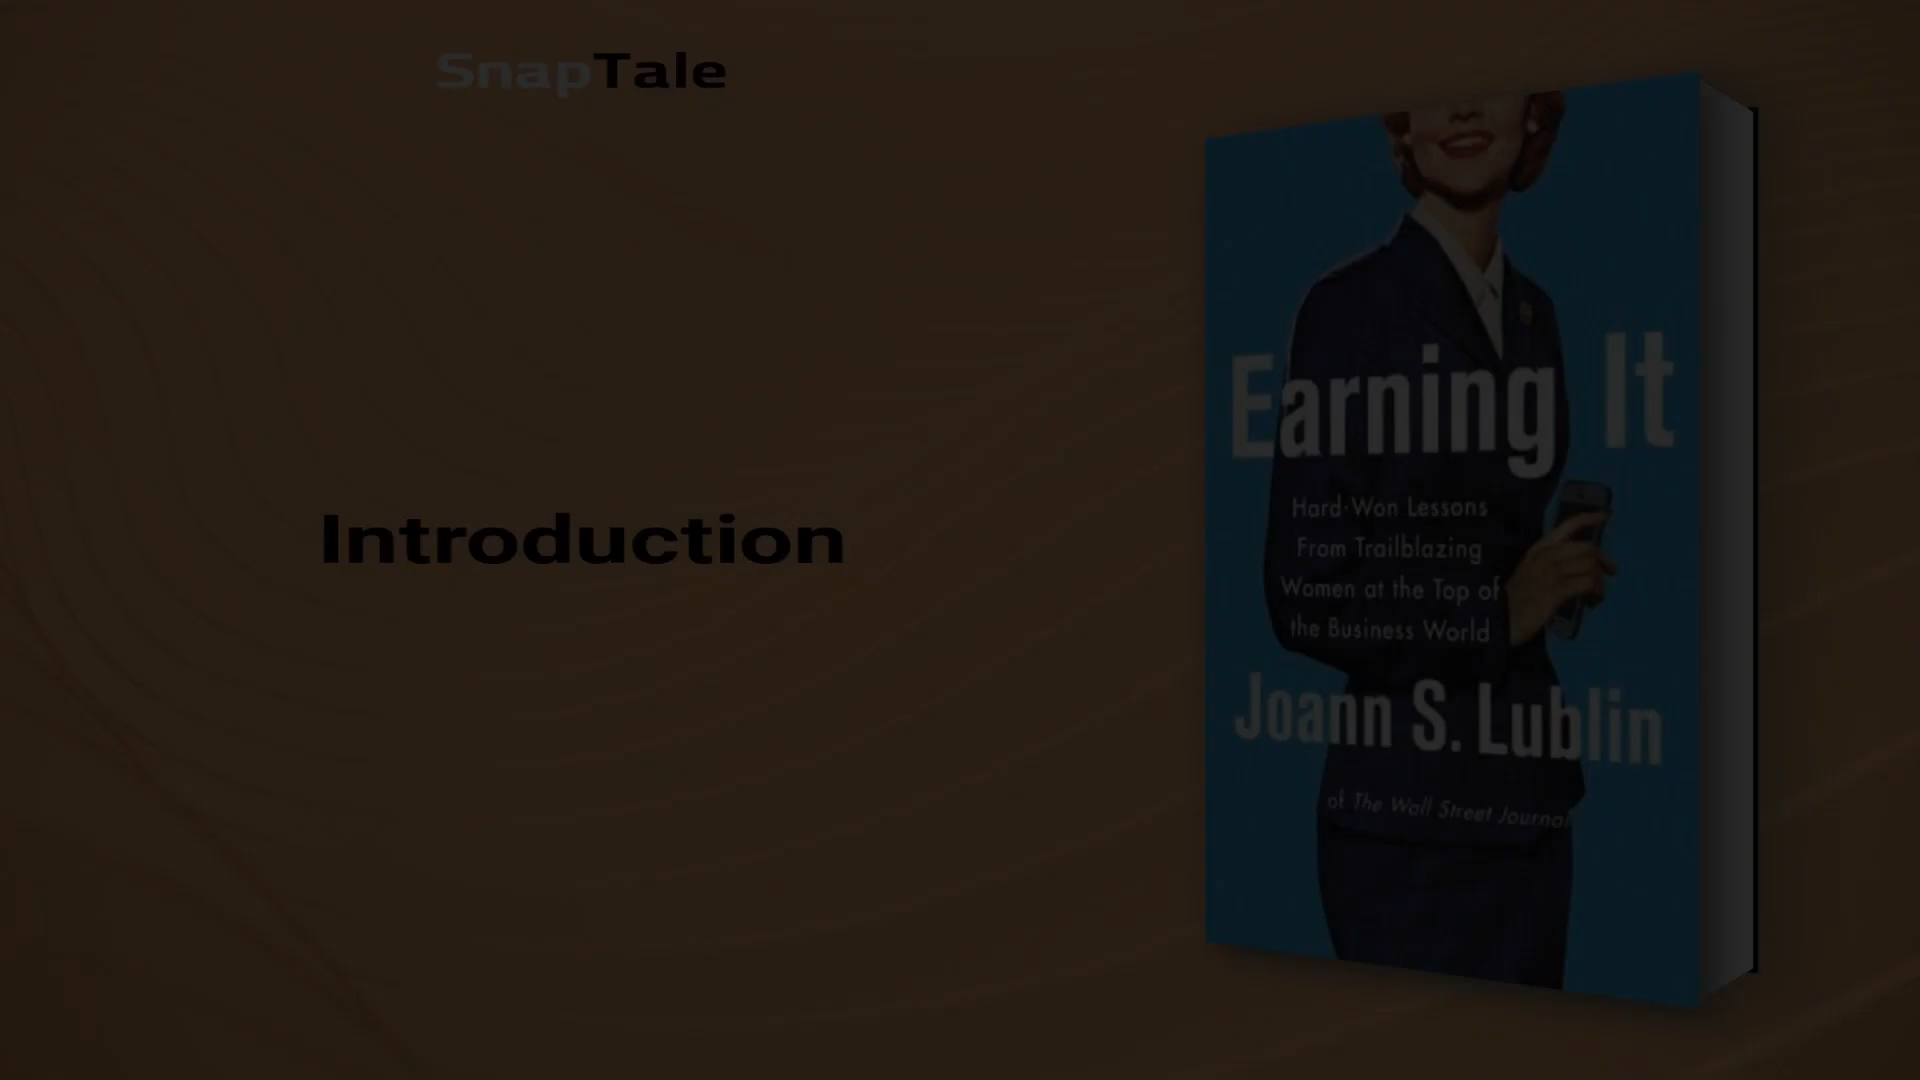 SnapTale
Introduction
Earning It
Hard-Won Lessons
From Trailblazing
Women at the Top of
the Business World
Joann S. Lublin
of The Wall Street Journal